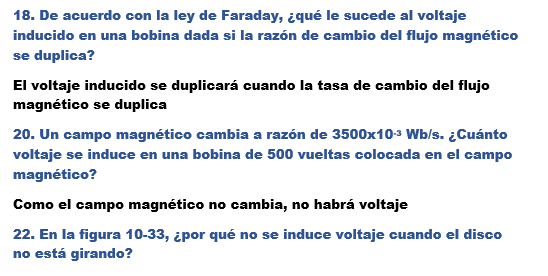 18. De acuerdo con la ley de Faraday, ¿qué le sucede al voltaje
inducido en una bobina dada si la razón de cambio del flujo magnético
se duplica?
El voltaje inducido se duplicará cuando la tasa de cambio del flujo
magnético se duplica
20. Un campo magnético cambia a razón de 3500x10⁻³ Wb/s. ¿Cuánto
voltaje se induce en una bobina de 500 vueltas colocada en el campo
magnético?
Como el campo magnético no cambia, no habrá voltaje
22. En la figura 10-33, ¿por qué no se induce voltaje cuando el disco
no está girando?